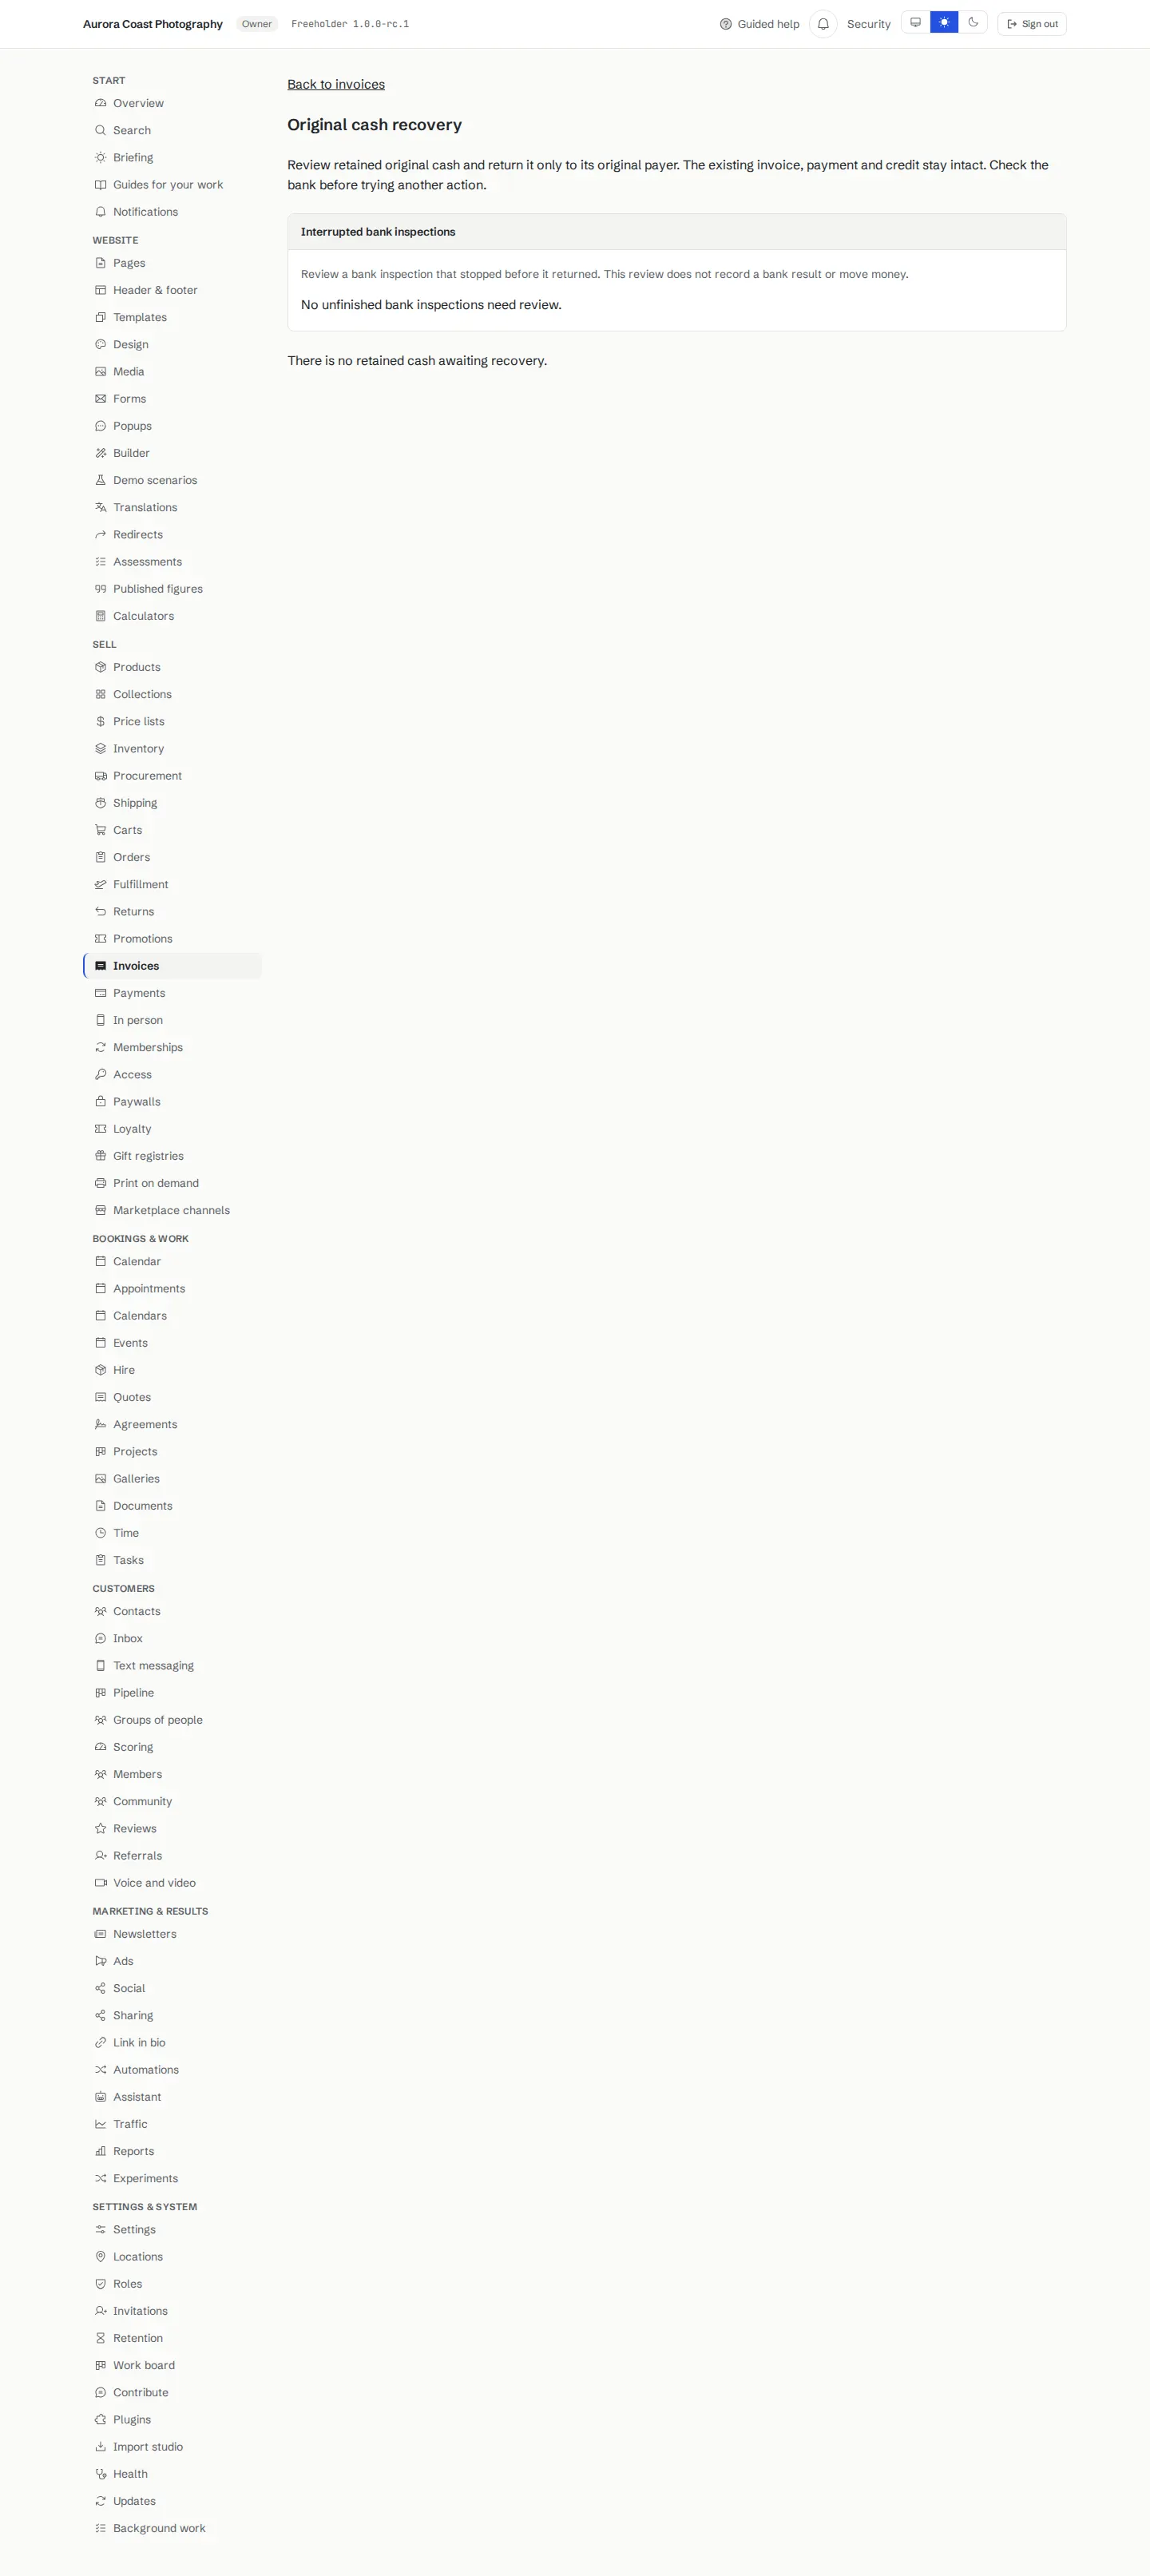 Aurora Coast Photography
Owner
Freeholder 1.0.0-rc.1
Guided help
Security
Sign out
START
Overview
Search
Briefing
Guides for your work
Notifications
WEBSITE
Pages
Header & footer
Templates
Design
Media
Forms
Popups
Builder
Demo scenarios
Translations
Redirects
Assessments
Published figures
Calculators
SELL
Products
Collections
Price lists
Inventory
Procurement
Shipping
Carts
Orders
Fulfillment
Returns
Promotions
Invoices
Payments
In person
Memberships
Access
Paywalls
Loyalty
Gift registries
Print on demand
Marketplace channels
BOOKINGS & WORK
Calendar
Appointments
Calendars
Events
Hire
Quotes
Agreements
Projects
Galleries
Documents
Time
Tasks
CUSTOMERS
Contacts
Inbox
Text messaging
Pipeline
Groups of people
Scoring
Members
Community
Reviews
Referrals
Voice and video
MARKETING & RESULTS
Newsletters
Ads
Social
Sharing
Link in bio
Automations
Assistant
Traffic
Reports
Experiments
SETTINGS & SYSTEM
Settings
Locations
Roles
Invitations
Retention
Work board
Contribute
Plugins
Import studio
Health
Updates
Background work
Back to invoices
Original cash recovery
Review retained original cash and return it only to its original payer. The existing invoice, payment and credit stay intact. Check the
bank before trying another action.
Interrupted bank inspections
Review a bank inspection that stopped before it returned. This review does not record a bank result or move money.
No unfinished bank inspections need review.
There is no retained cash awaiting recovery.